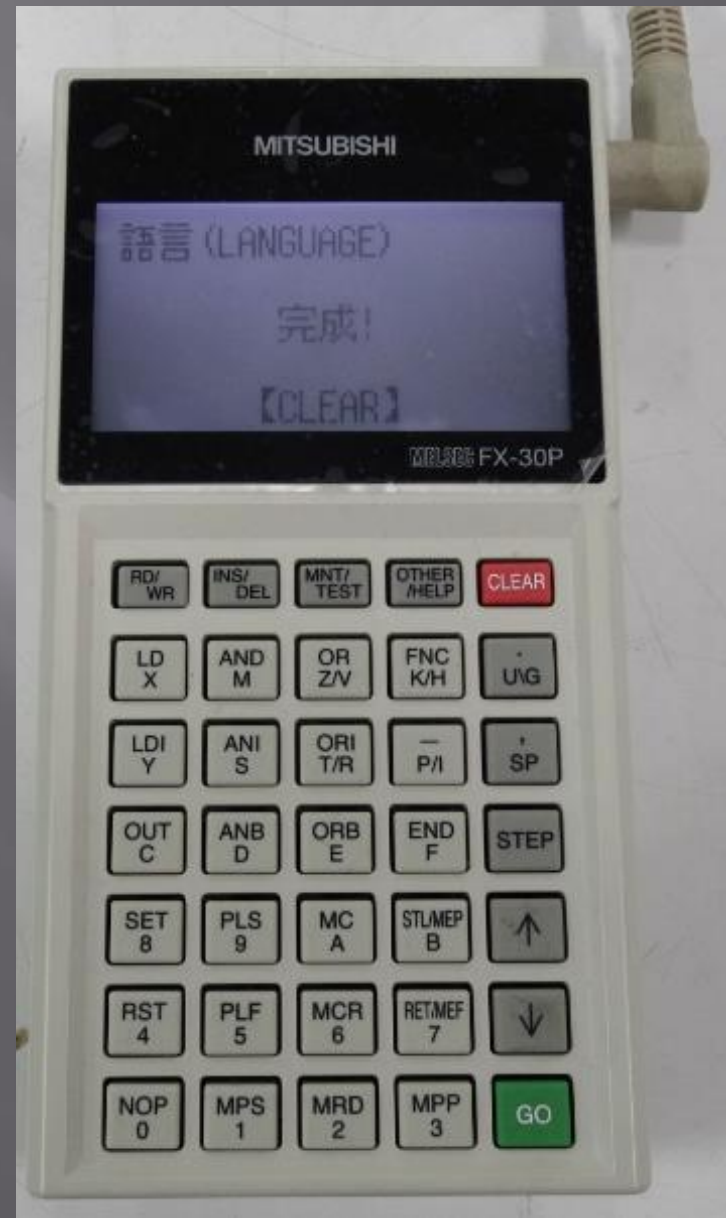 MITSUBISHI
語言 (LANGUAGE)
完成!
【CLEAR】
MELSEC FX-30P
RD/ WR INS/ DEL MNT/ TEST OTHER /HELP CLEAR
LD X AND M OR Z/V FNC K/H . U\G
LDI Y ANI S ORI T/R — P/I , SP
OUT C ANB D ORB E END F STEP
SET 8 PLS 9 MC A STL/MEP B ↑
RST 4 PLF 5 MCR 6 RET/MEF 7 ↓
NOP 0 MPS 1 MRD 2 MPP 3 GO